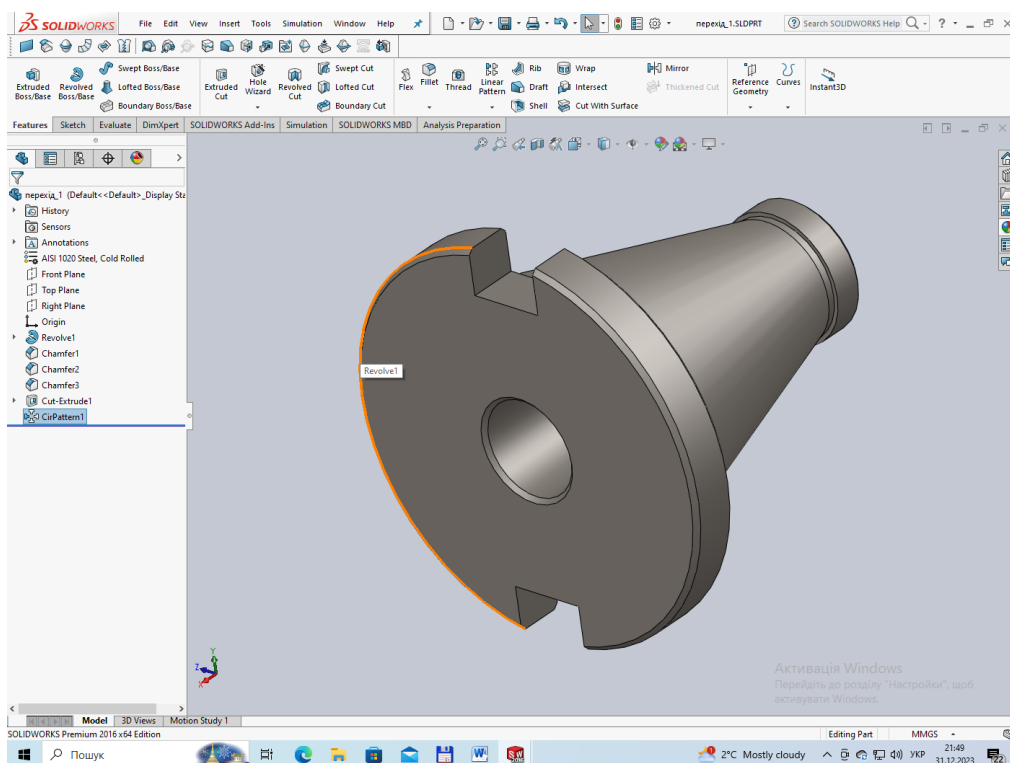 SOLIDWORKS File Edit View Insert Tools Simulation Window Help перехід_1.SLDPRT Search SOLIDWORKS Help ?
Extruded Boss/Base Revolved Boss/Base Swept Boss/Base Lofted Boss/Base Boundary Boss/Base Extruded Cut Hole Wizard Revolved Cut Swept Cut Lofted Cut Boundary Cut Flex Fillet Thread Linear Pattern Rib Draft Shell Wrap Intersect Cut With Surface Mirror Thickened Cut Reference Geometry Curves Instant3D
Features Sketch Evaluate DimXpert SOLIDWORKS Add-Ins Simulation SOLIDWORKS MBD Analysis Preparation
перехід_1 (Default<<Default>_Display Sta
History
Sensors
Annotations
AISI 1020 Steel, Cold Rolled
Front Plane
Top Plane
Right Plane
Origin
Revolve1
Chamfer1
Chamfer2
Chamfer3
Cut-Extrude1
CirPattern1
Revolve1
Y
Z
X
Активація Windows
Перейдіть до розділу "Настройки", щоб
активувати Windows.
Model 3D Views Motion Study 1
SOLIDWORKS Premium 2016 x64 Edition Editing Part MMGS
Пошук 2°C Mostly cloudy УКР 21:49
31.12.2023 22